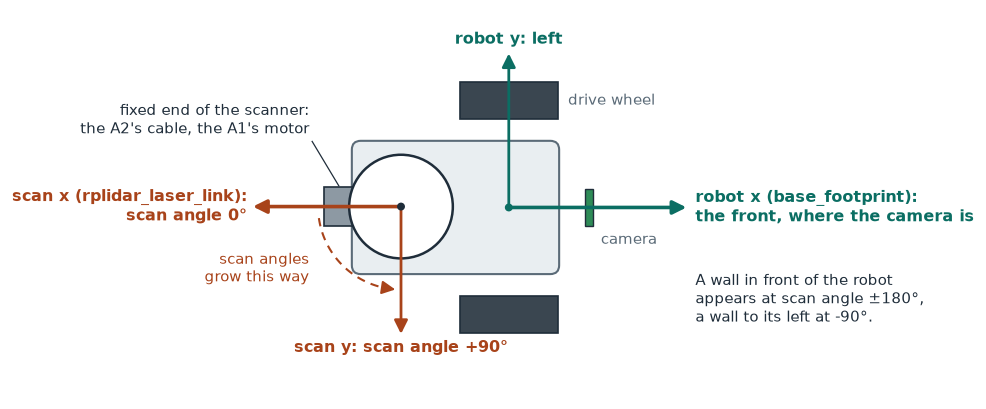 robot y: left
drive wheel
fixed end of the scanner:
the A2's cable, the A1's motor
scan x (rplidar_laser_link):
scan angle 0°
robot x (base_footprint):
the front, where the camera is
camera
scan angles
grow this way
A wall in front of the robot
appears at scan angle ±180°,
a wall to its left at -90°.
scan y: scan angle +90°